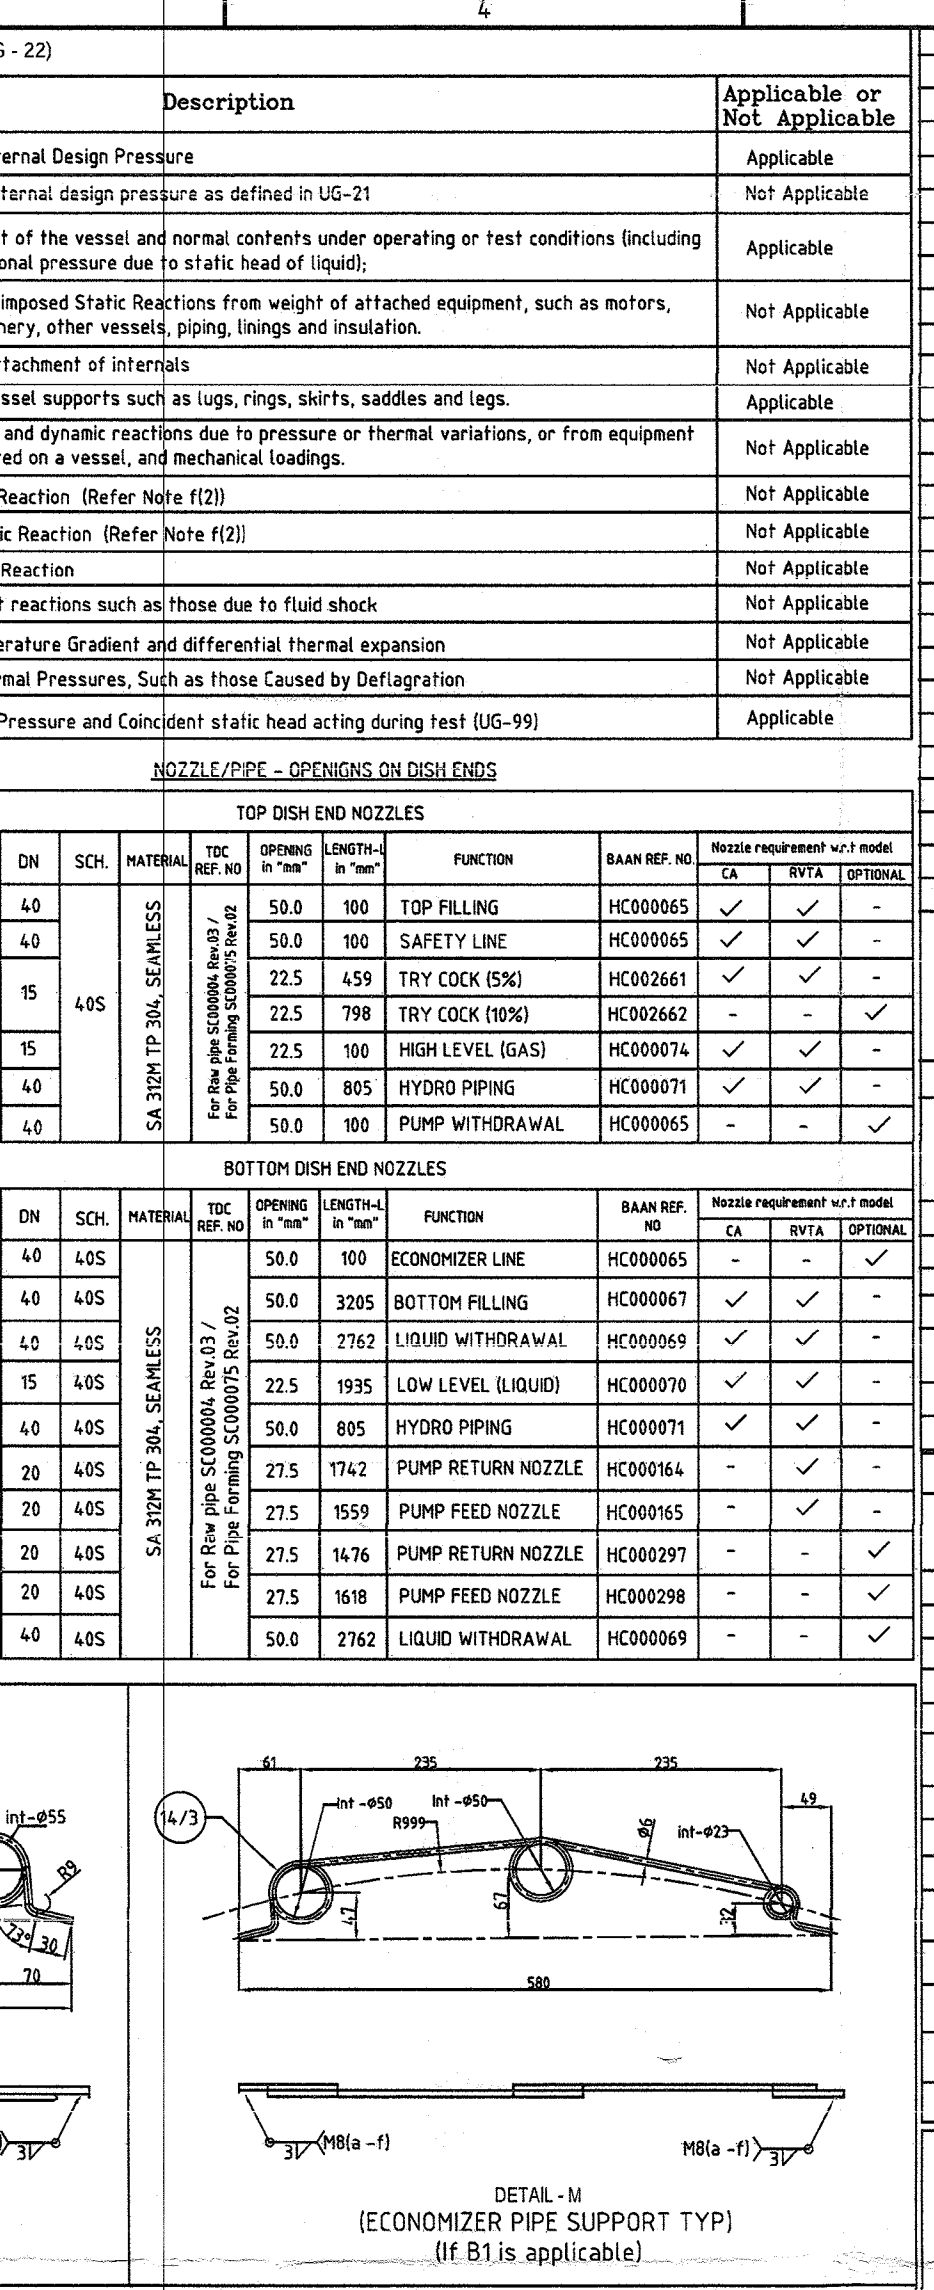 4
G - 22)
Description
Applicable or
Not Applicable
ternal Design Pressure
Applicable
ternal design pressure as defined in UG-21
Not Applicable
t of the vessel and normal contents under operating or test conditions (including
onal pressure due to static head of liquid);
Applicable
imposed Static Reactions from weight of attached equipment, such as motors,
nery, other vessels, piping, linings and insulation.
Not Applicable
ttachment of internals
Not Applicable
ssel supports such as lugs, rings, skirts, saddles and legs.
Applicable
and dynamic reactions due to pressure or thermal variations, or from equipment
ted on a vessel, and mechanical loadings.
Not Applicable
Reaction (Refer Note f(2))
Not Applicable
ic Reaction (Refer Note f(2))
Not Applicable
Reaction
Not Applicable
t reactions such as those due to fluid shock
Not Applicable
erature Gradient and differential thermal expansion
Not Applicable
rmal Pressures, Such as those Caused by Deflagration
Not Applicable
Pressure and Coincident static head acting during test (UG-99)
Applicable
NOZZLE/PIPE - OPENIGNS ON DISH ENDS
TOP DISH END NOZZLES
DN SCH. MATERIAL TDC REF. NO OPENING in "mm" LENGTH-L in "mm" FUNCTION BAAN REF. NO. Nozzle requirement w.r.t model
CA RVTA OPTIONAL
40 50.0 100 TOP FILLING HC000065 ✓ ✓ -
40 50.0 100 SAFETY LINE HC000065 ✓ ✓ -
15 22.5 459 TRY COCK (5%) HC002661 ✓ ✓ -
40S
22.5 798 TRY COCK (10%) HC002662 - - ✓
15 22.5 100 HIGH LEVEL (GAS) HC000074 ✓ ✓ -
40 50.0 805 HYDRO PIPING HC000071 ✓ ✓ -
40 50.0 100 PUMP WITHDRAWAL HC000065 - - ✓
SA 312M TP 304, SEAMLESS
For Raw pipe SC000004 Rev.03 /
For Pipe Forming SC000075 Rev.02
BOTTOM DISH END NOZZLES
DN SCH. MATERIAL TDC REF. NO OPENING in "mm" LENGTH-L in "mm" FUNCTION BAAN REF. NO Nozzle requirement w.r.t model
CA RVTA OPTIONAL
40 40S 50.0 100 ECONOMIZER LINE HC000065 - - ✓
40 40S 50.0 3205 BOTTOM FILLING HC000067 ✓ ✓ -
40 40S 50.0 2762 LIQUID WITHDRAWAL HC000069 ✓ ✓ -
15 40S 22.5 1935 LOW LEVEL (LIQUID) HC000070 ✓ ✓ -
40 40S 50.0 805 HYDRO PIPING HC000071 ✓ ✓ -
20 40S 27.5 1742 PUMP RETURN NOZZLE HC000164 - ✓ -
20 40S 27.5 1559 PUMP FEED NOZZLE HC000165 - ✓ -
20 40S 27.5 1476 PUMP RETURN NOZZLE HC000297 - - ✓
20 40S 27.5 1618 PUMP FEED NOZZLE HC000298 - - ✓
40 40S 50.0 2762 LIQUID WITHDRAWAL HC000069 - - ✓
SA 312M TP 304, SEAMLESS
For Raw pipe SC000004 Rev.03 /
For Pipe Forming SC000075 Rev.02
int-ø55
R9
73°
30
70
3
61
235
235
49
14/3
int -ø50
Int -ø50
R999
ø6
int-ø23
47
67
32
580
3
M8(a -f)
M8(a -f)
3
DETAIL - M
(ECONOMIZER PIPE SUPPORT TYP)
(If B1 is applicable)